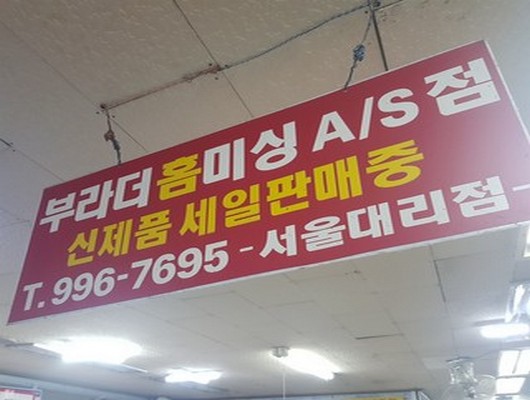 부라더 홈미싱 A/S점
신제품 세일판매중
T. 996-7695 - 서울대리점 -